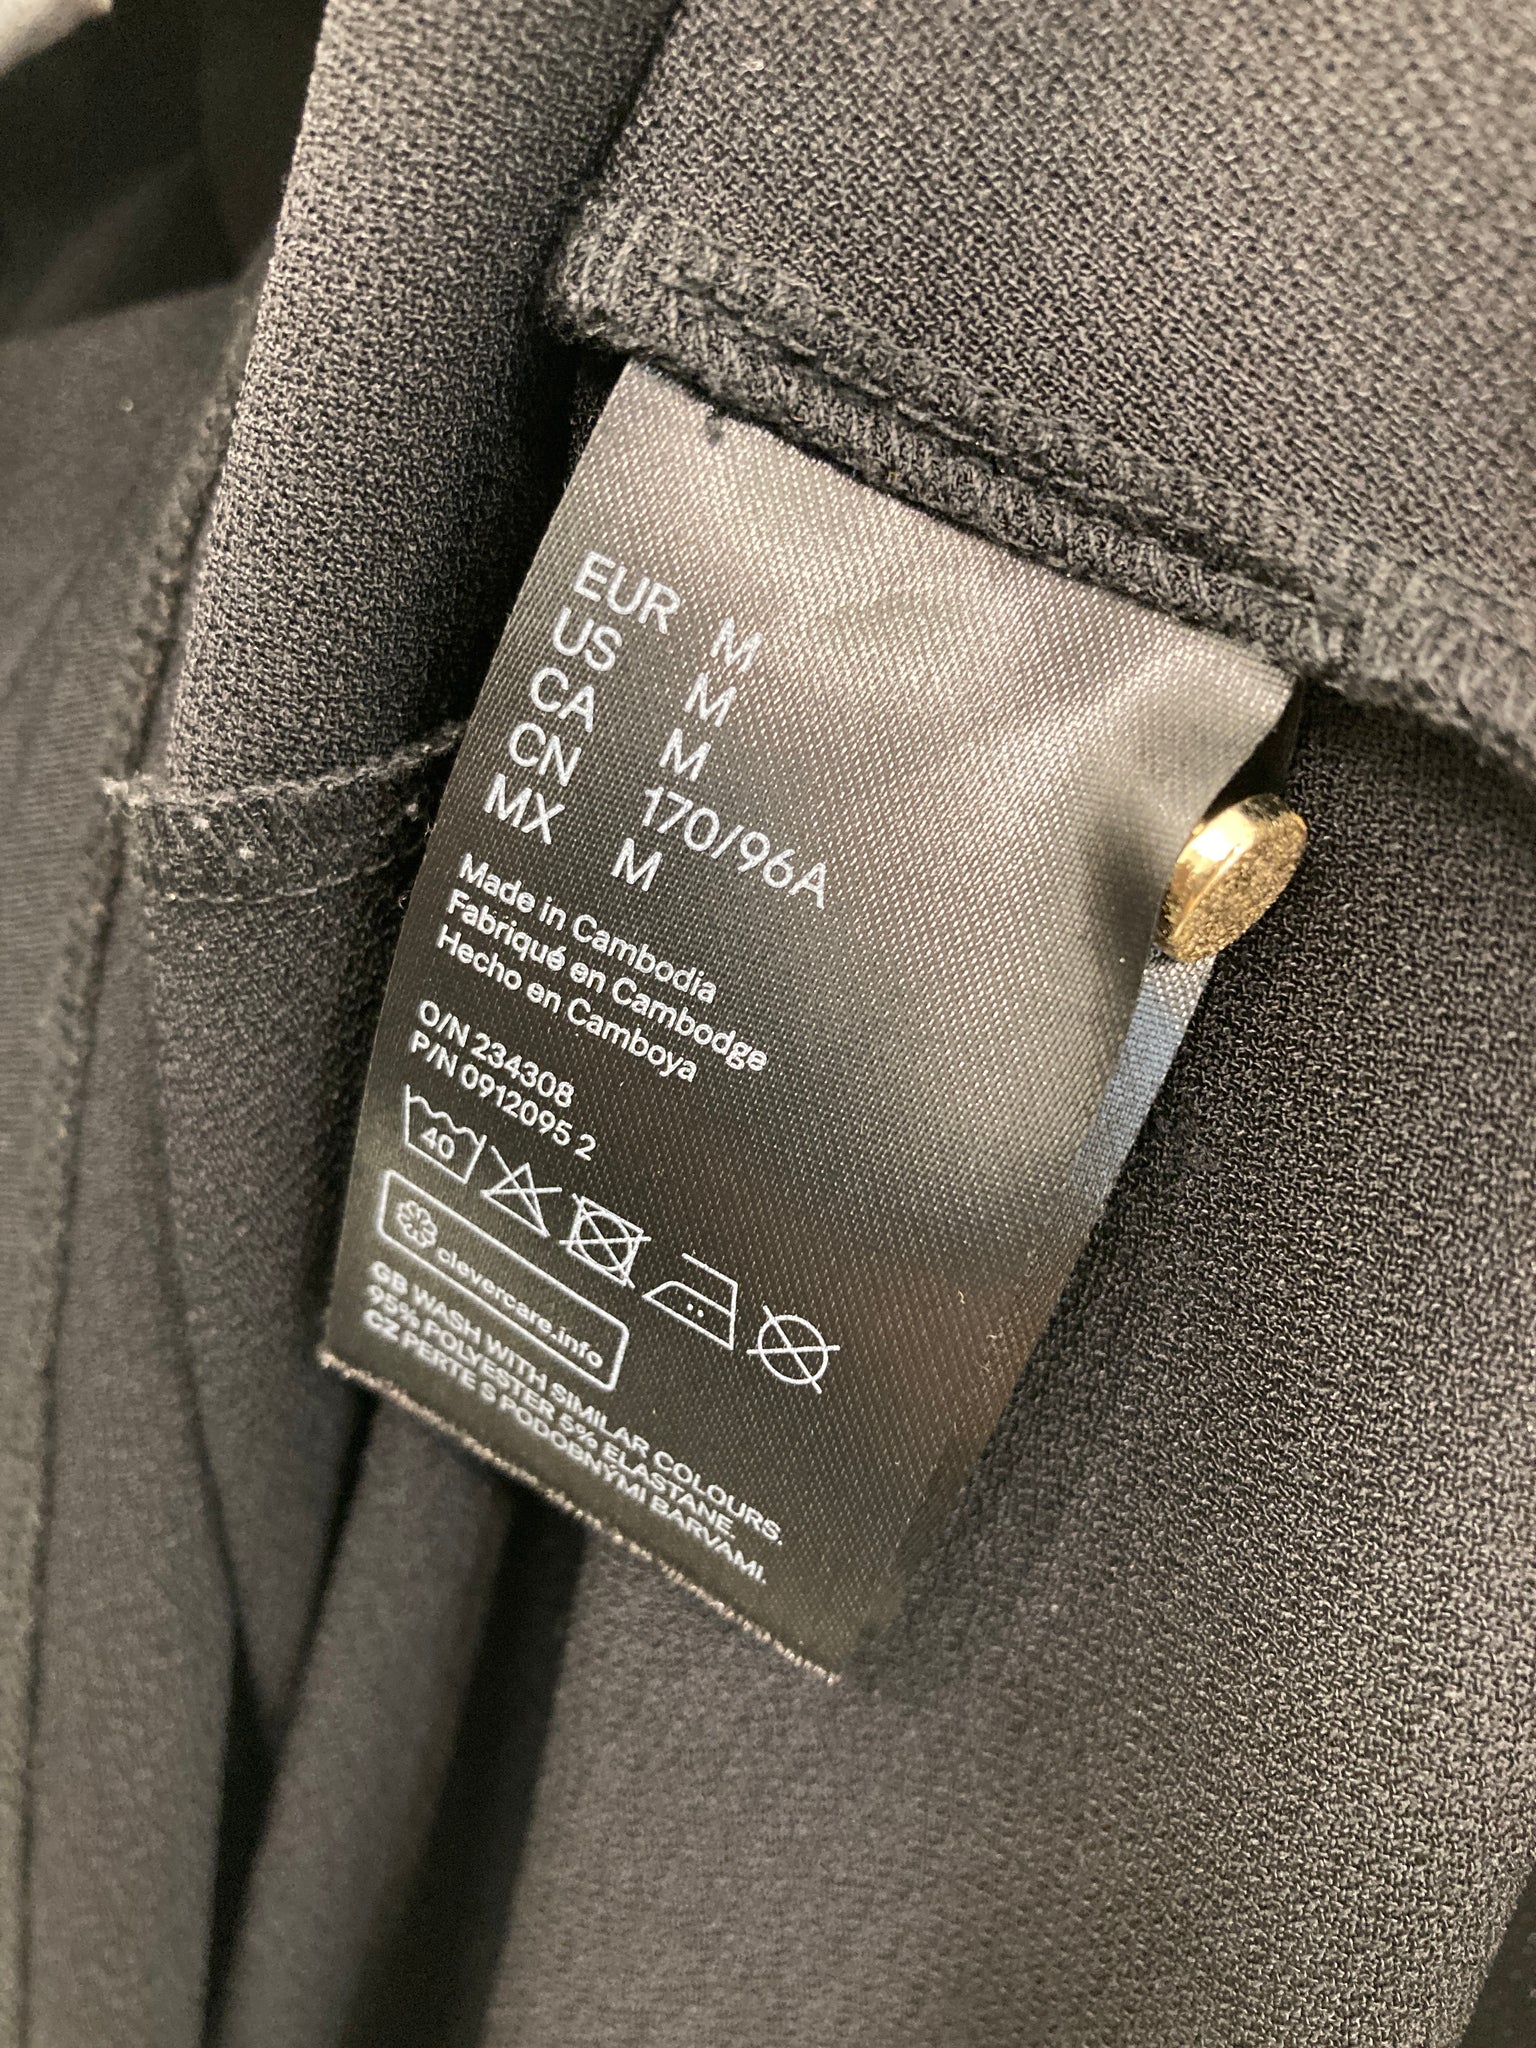 EUR M
US M
CA M
CN 170/96A
MX M
Made in Cambodia
Fabriqué en Cambodge
Hecho en Camboya
O/N 234308
P/N 0912095 2
40
clevercare.info
GB WASH WITH SIMILAR COLOURS.
95% POLYESTER 5% ELASTANE.
CZ PERTE S PODOBNYMI BARVAMI.